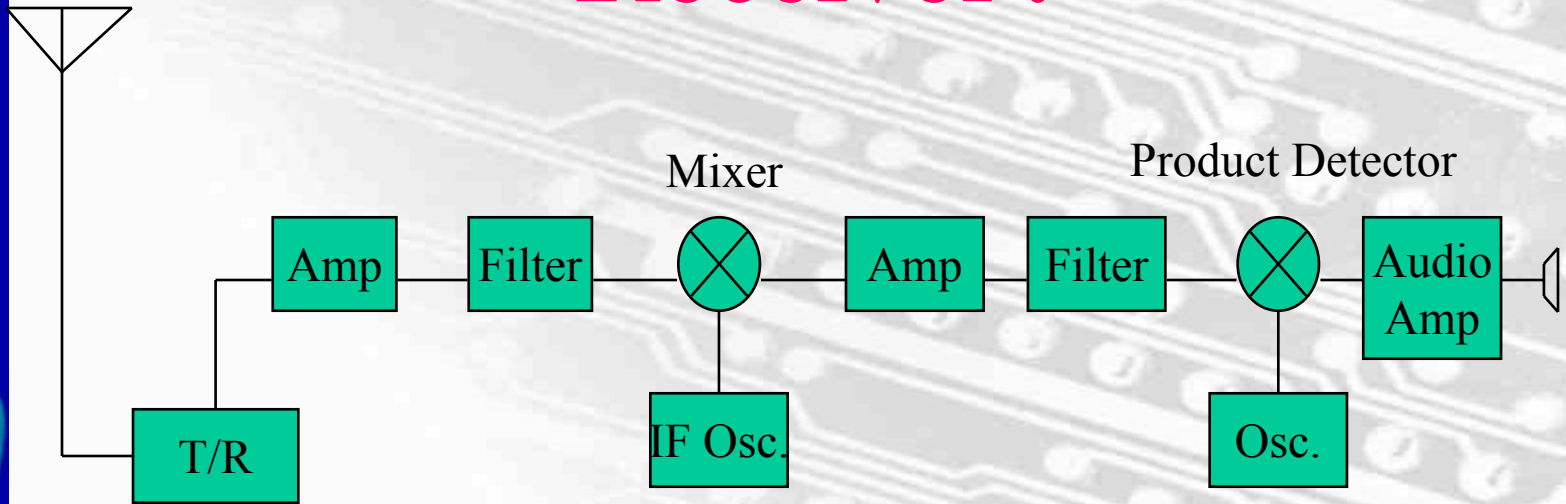 Mixer
Product Detector
Amp
Filter
Amp
Filter
Audio
Amp
IF Osc.
Osc.
T/R